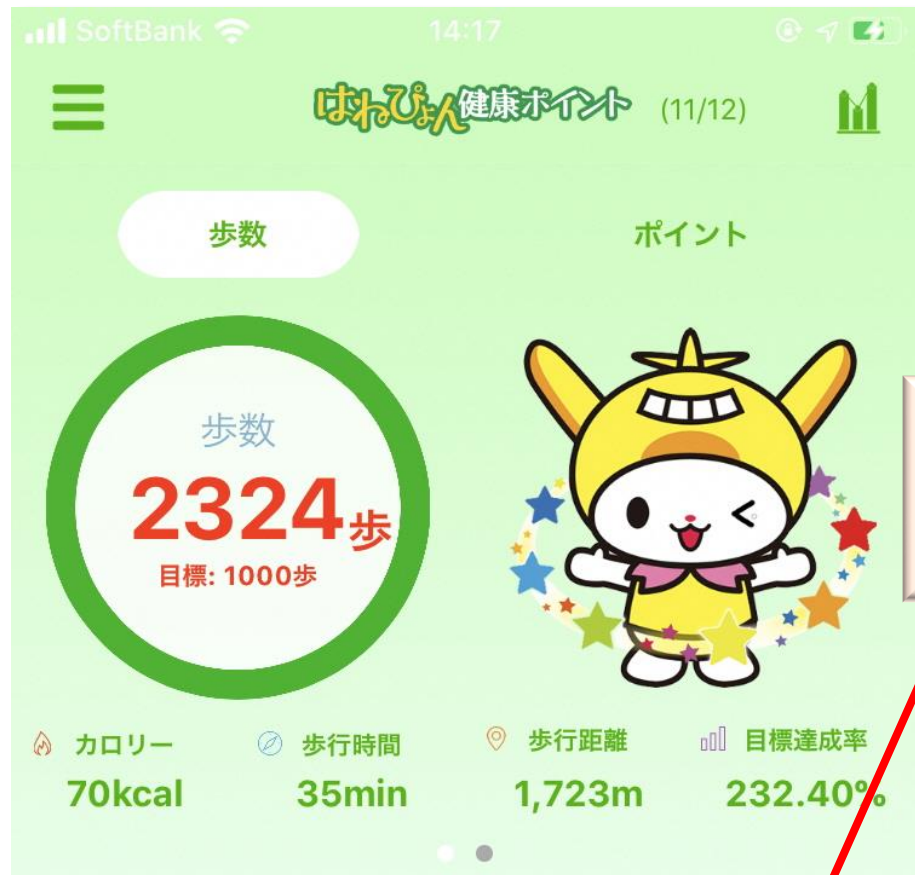 SoftBank 14:17
はねぴょん健康ポイント (11/12)
歩数 ポイント
歩数
2324歩
目標: 1000歩
カロリー 歩行時間 歩行距離 目標達成率
70kcal 35min 1,723m 232.40%